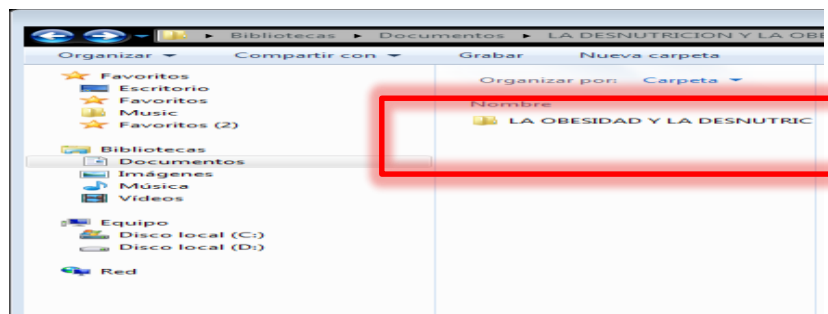 Bibliotecas ▸ Documentos ▸ LA DESNUTRICION Y LA OBE
Organizar Compartir con Grabar Nueva carpeta
Favoritos
Escritorio
Favoritos
Music
Favoritos (2)
Bibliotecas
Documentos
Imágenes
Música
Vídeos
Equipo
Disco local (C:)
Disco local (D:)
Red
Organizar por: Carpeta
Nombre
LA OBESIDAD Y LA DESNUTRIC